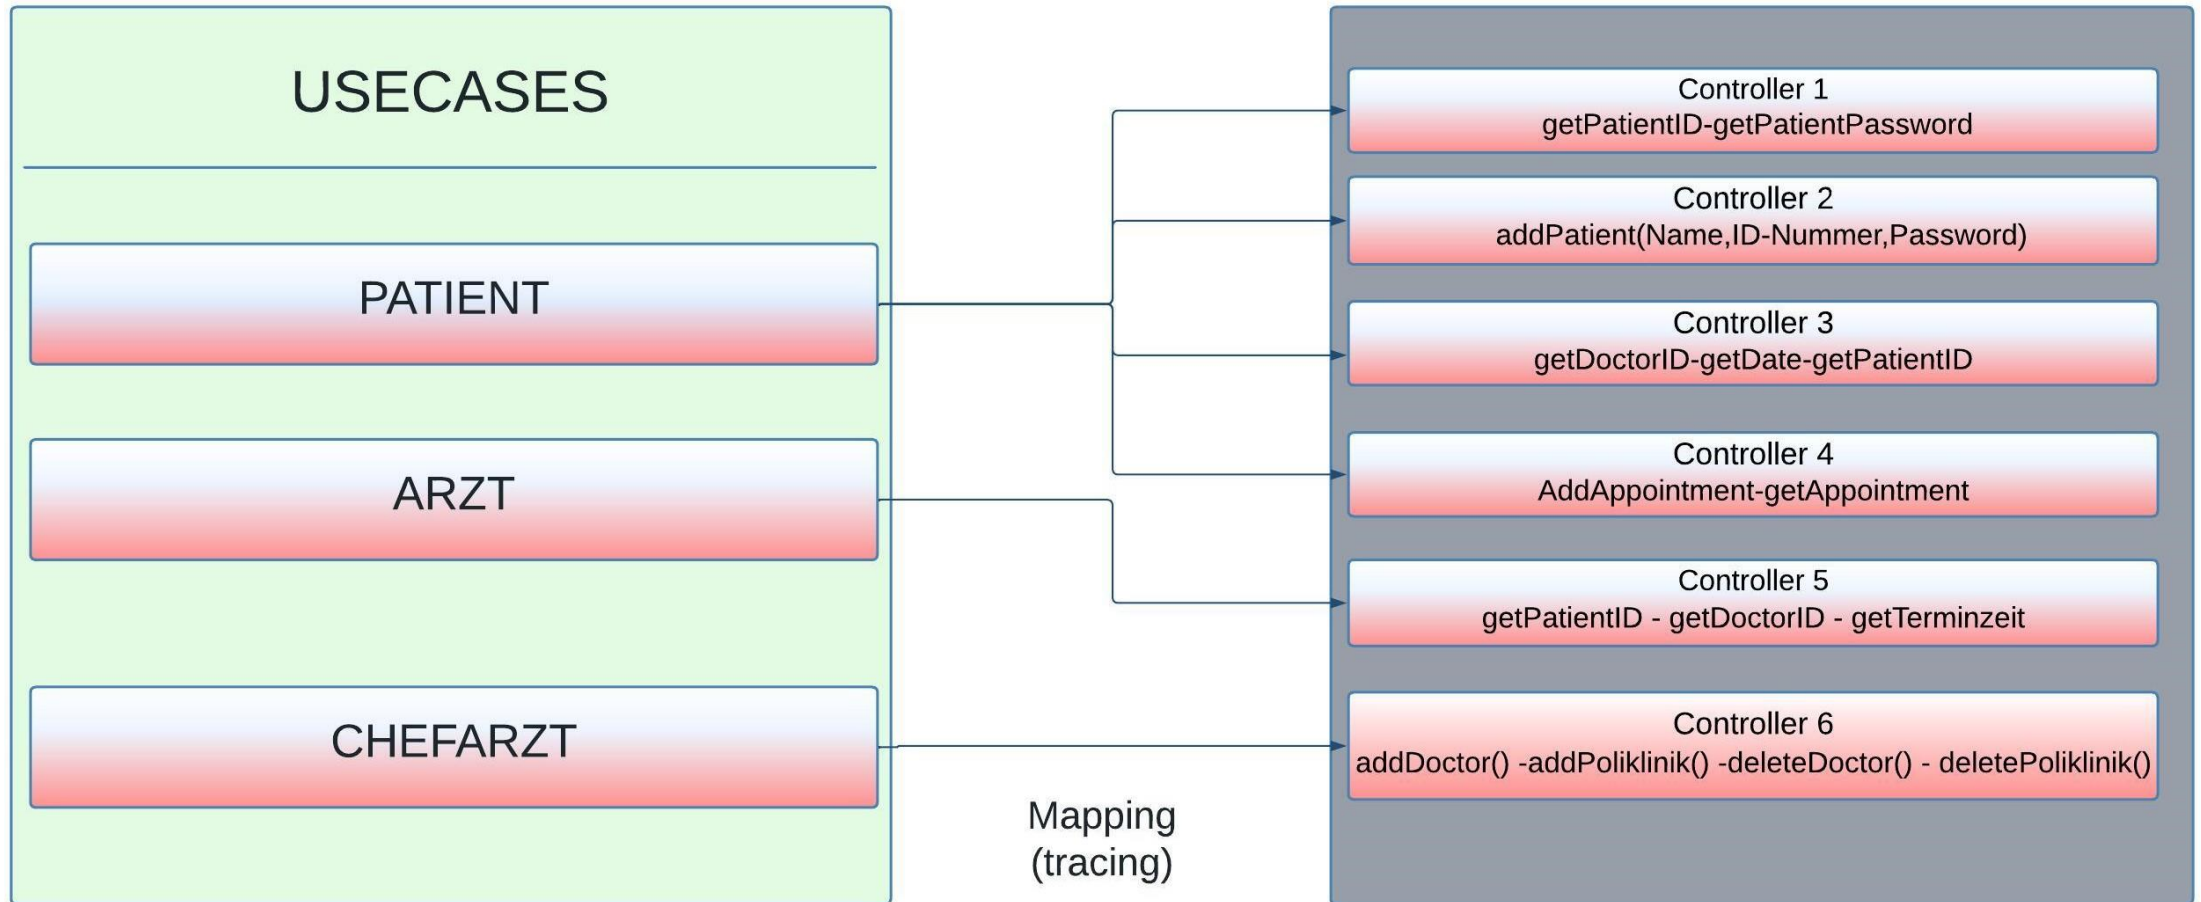 USECASES
PATIENT
ARZT
CHEFARZT
Mapping
(tracing)
Controller 1
getPatientID-getPatientPassword
Controller 2
addPatient(Name,ID-Nummer,Password)
Controller 3
getDoctorID-getDate-getPatientID
Controller 4
AddAppointment-getAppointment
Controller 5
getPatientID - getDoctorID - getTerminzeit
Controller 6
addDoctor() -addPoliklinik() -deleteDoctor() - deletePoliklinik()